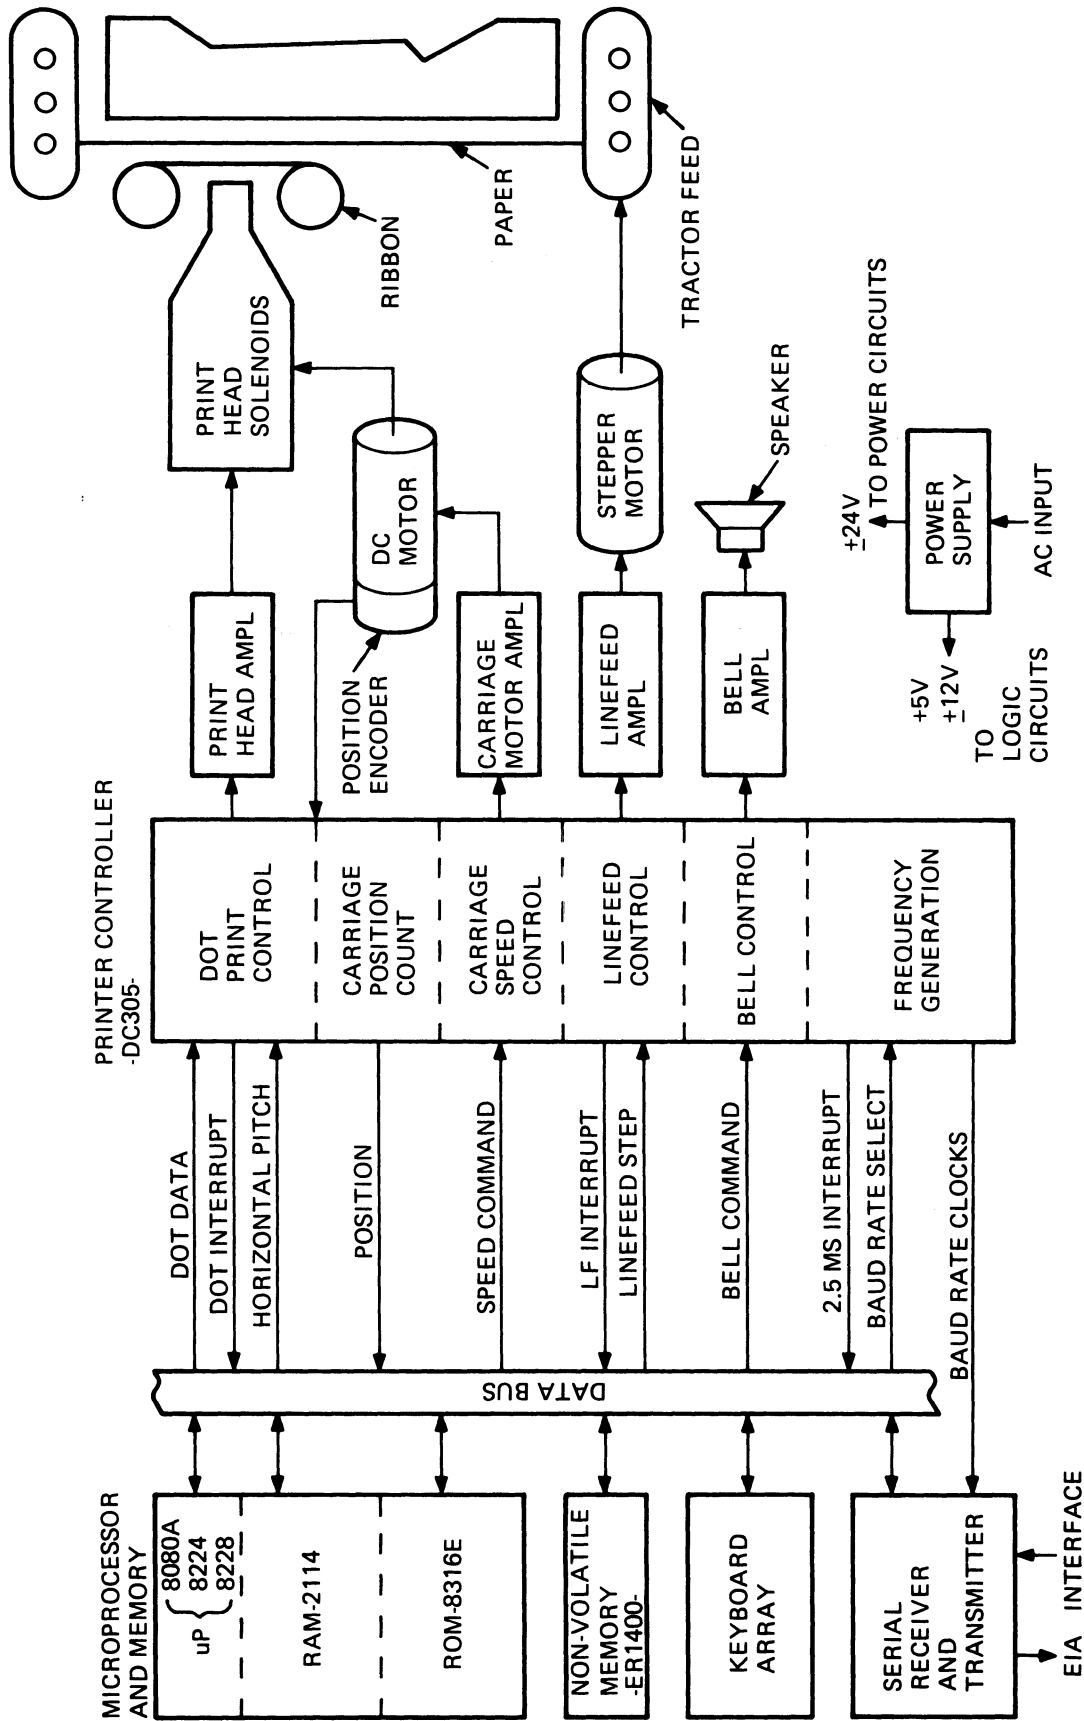 MICROPROCESSOR
AND MEMORY
uP
8080A
8224
8228
RAM-2114
ROM-8316E
NON-VOLATILE
MEMORY
-ER1400-
KEYBOARD
ARRAY
SERIAL
RECEIVER
AND
TRANSMITTER
EIA INTERFACE
DATA BUS
DOT DATA
DOT INTERRUPT
HORIZONTAL PITCH
POSITION
SPEED COMMAND
LF INTERRUPT
LINEFEED STEP
BELL COMMAND
2.5 MS INTERRUPT
BAUD RATE SELECT
BAUD RATE CLOCKS
PRINTER CONTROLLER
-DC305-
DOT
PRINT
CONTROL
CARRIAGE
POSITION
COUNT
CARRIAGE
SPEED
CONTROL
LINEFEED
CONTROL
BELL CONTROL
FREQUENCY
GENERATION
PRINT
HEAD AMPL
POSITION
ENCODER
CARRIAGE
MOTOR AMPL
LINEFEED
AMPL
BELL
AMPL
DC
MOTOR
PRINT
HEAD
SOLENOIDS
STEPPER
MOTOR
SPEAKER
RIBBON
PAPER
TRACTOR FEED
+5V
±12V
TO
LOGIC
CIRCUITS
POWER
SUPPLY
AC INPUT
±24V
TO POWER CIRCUITS